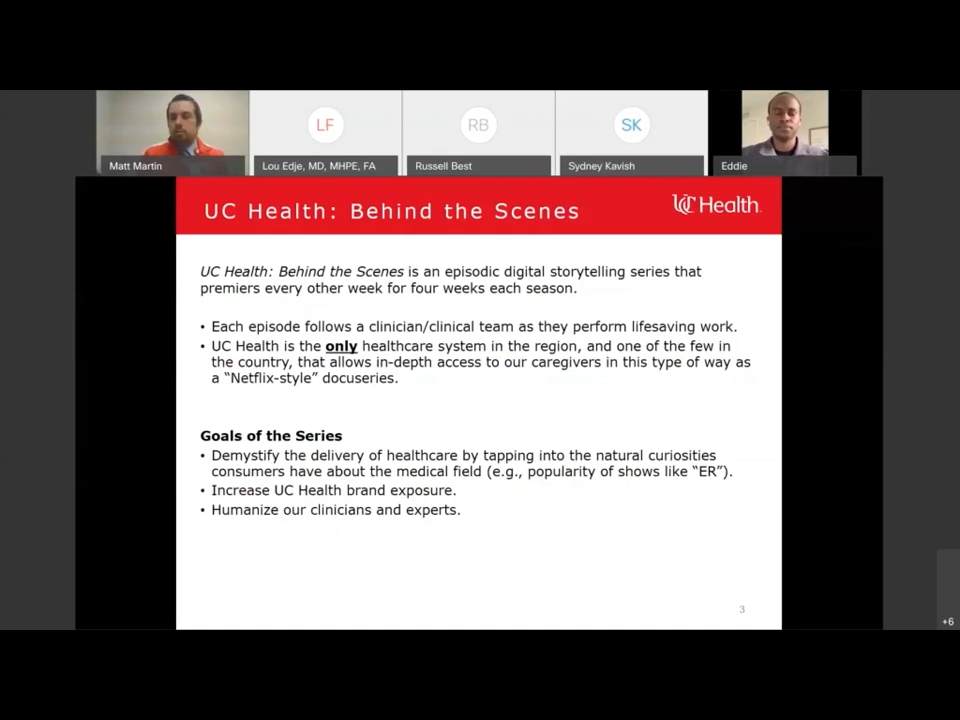 LF
RB
SK
Matt Martin
Lou Edje, MD, MHPE, FA
Russell Best
Sydney Kavish
Eddie
UC Health: Behind the Scenes
UC Health.
UC Health: Behind the Scenes is an episodic digital storytelling series that
premiers every other week for four weeks each season.
• Each episode follows a clinician/clinical team as they perform lifesaving work.
• UC Health is the only healthcare system in the region, and one of the few in
the country, that allows in-depth access to our caregivers in this type of way as
a “Netflix-style” docuseries.
Goals of the Series
• Demystify the delivery of healthcare by tapping into the natural curiosities
consumers have about the medical field (e.g., popularity of shows like “ER”).
• Increase UC Health brand exposure.
• Humanize our clinicians and experts.
3
+6